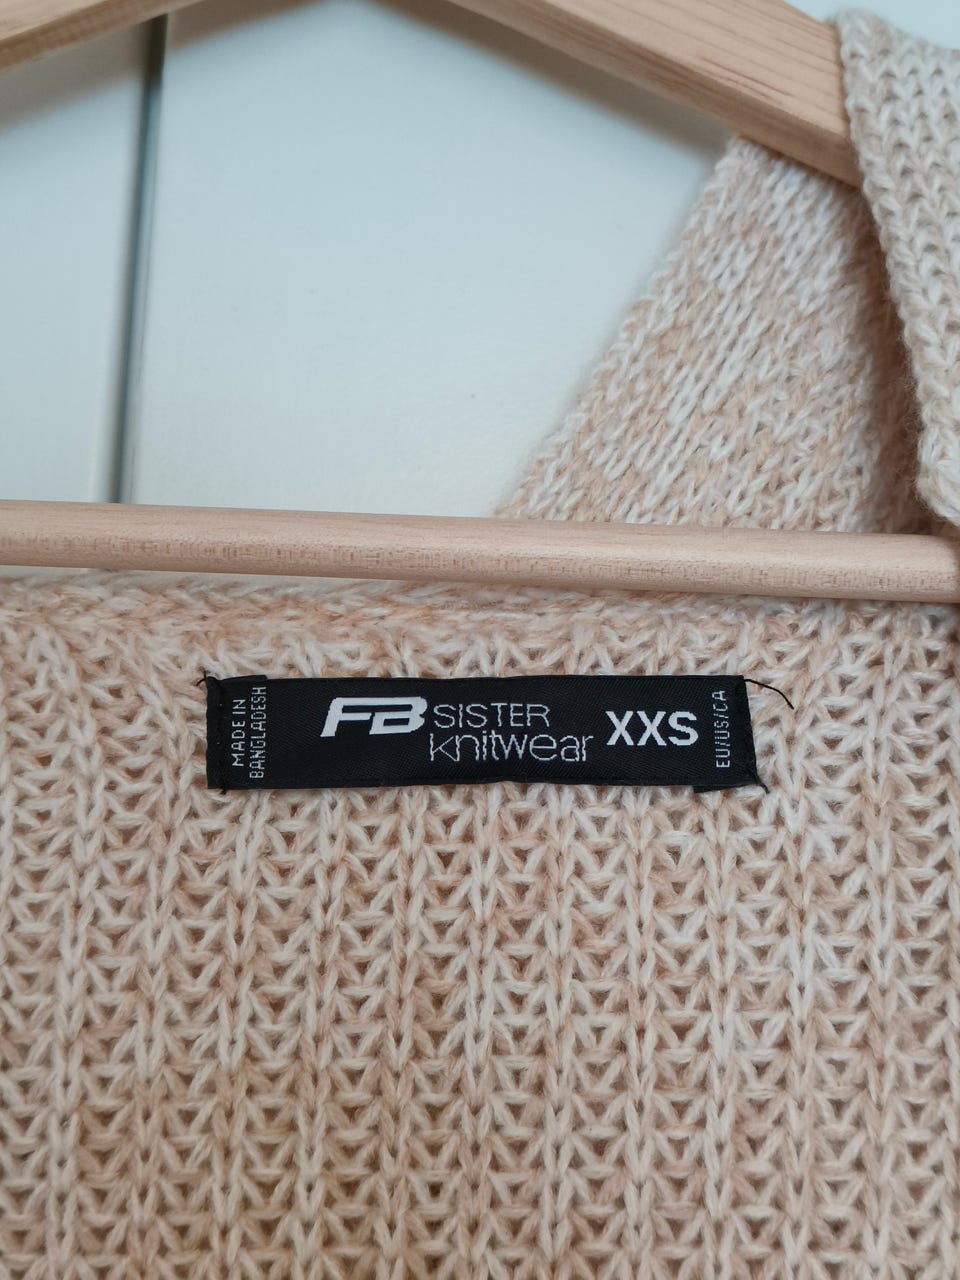 MADE IN
BANGLADESH
FB SISTER
knitwear
XXS
EU/US/CA